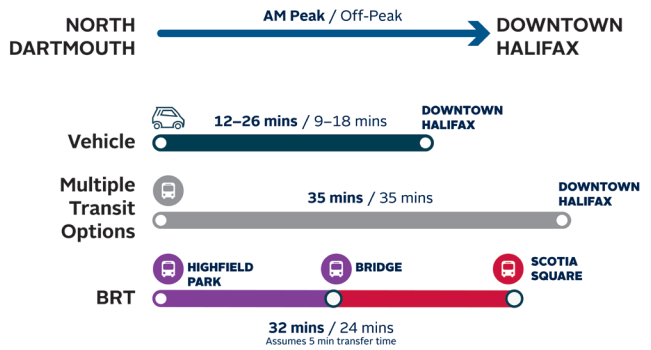 NORTH
DARTMOUTH
AM Peak / Off-Peak
DOWNTOWN
HALIFAX
Vehicle
12–26 mins / 9–18 mins
DOWNTOWN
HALIFAX
Multiple
Transit
Options
35 mins / 35 mins
DOWNTOWN
HALIFAX
BRT
HIGHFIELD
PARK
BRIDGE
SCOTIA
SQUARE
32 mins / 24 mins
Assumes 5 min transfer time